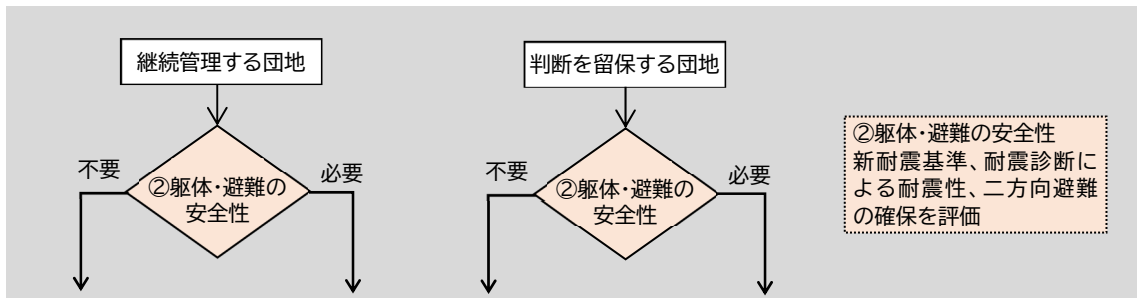 継続管理する団地
判断を留保する団地
不要
②躯体・避難の
安全性
必要
不要
②躯体・避難の
安全性
必要
②躯体・避難の安全性
新耐震基準、耐震診断に
よる耐震性、二方向避難
の確保を評価